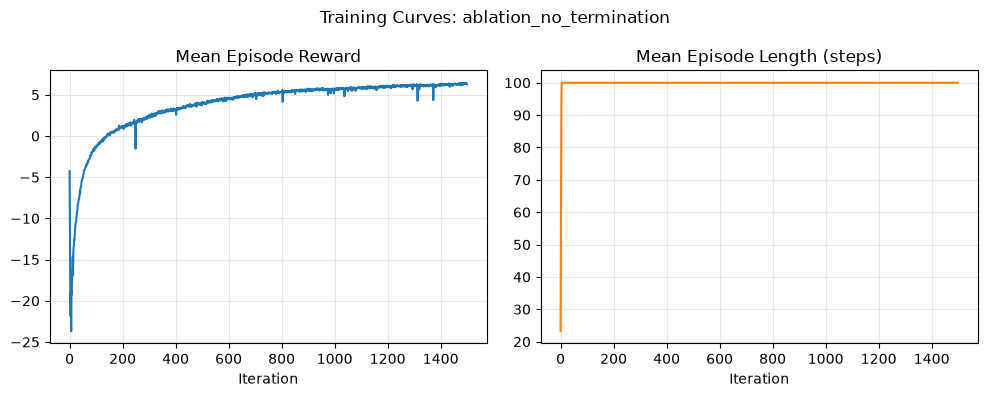 Training Curves: ablation_no_termination
Mean Episode Reward
5
0
−5
−10
−15
−20
−25
0 200 400 600 800 1000 1200 1400
Iteration
Mean Episode Length (steps)
100
90
80
70
60
50
40
30
20
0 200 400 600 800 1000 1200 1400
Iteration